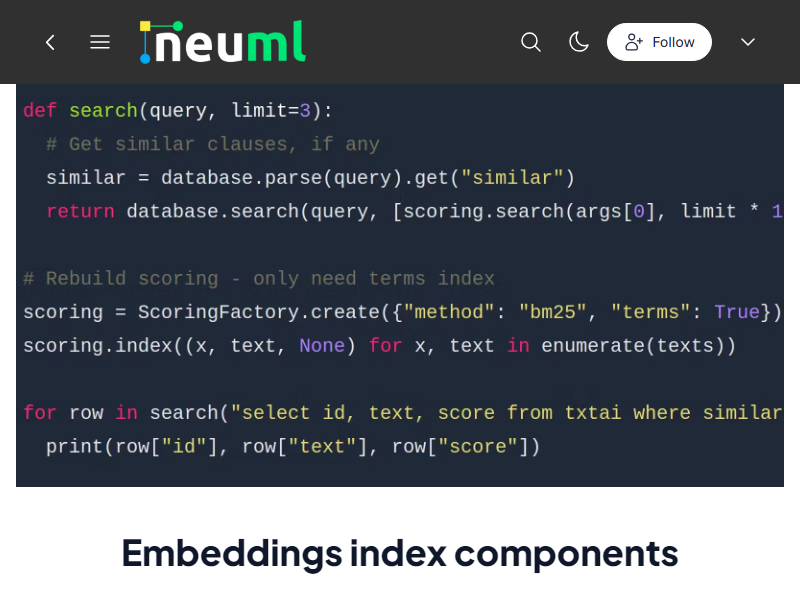 neuml
Follow
def search(query, limit=3):
  # Get similar clauses, if any
  similar = database.parse(query).get("similar")
  return database.search(query, [scoring.search(args[0], limit * 1
# Rebuild scoring - only need terms index
scoring = ScoringFactory.create({"method": "bm25", "terms": True})
scoring.index((x, text, None) for x, text in enumerate(texts))
for row in search("select id, text, score from txtai where similar
  print(row["id"], row["text"], row["score"])
Embeddings index components